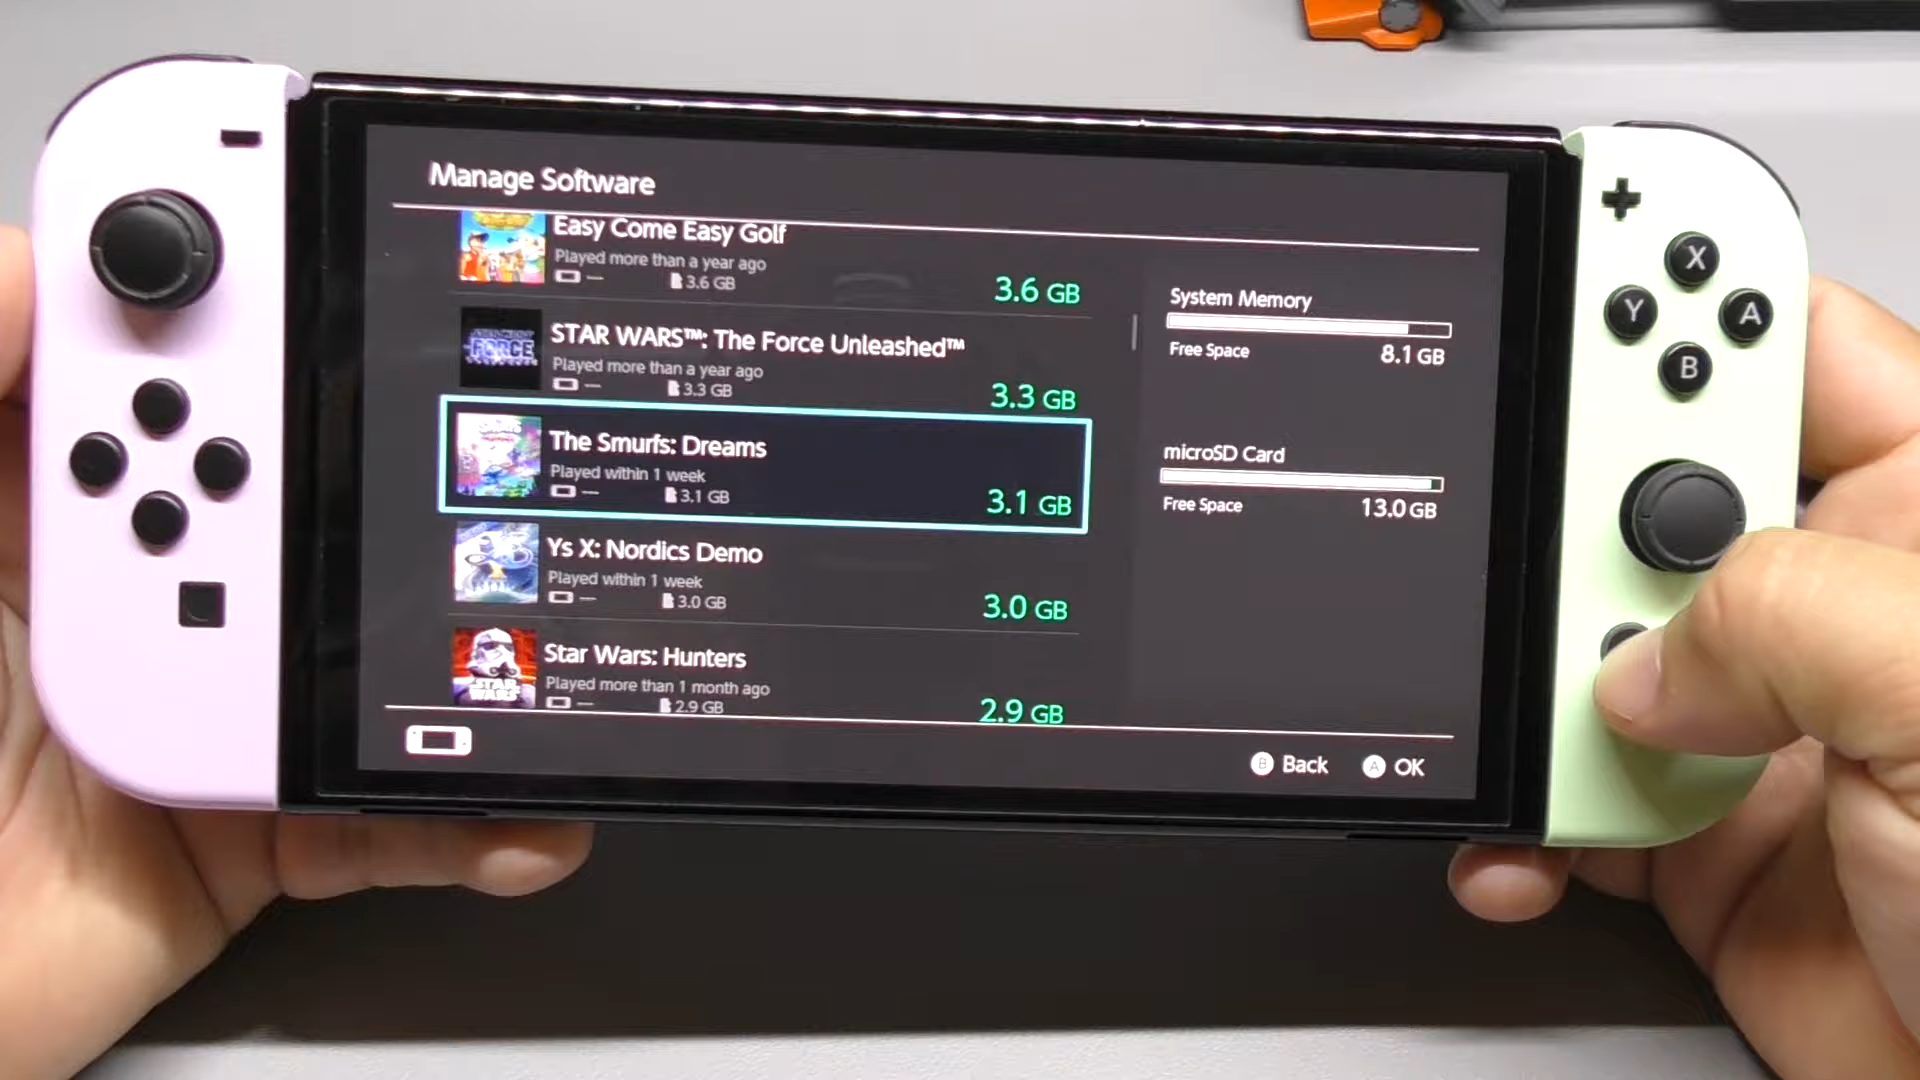 Manage Software
Easy Come Easy Golf
Played more than a year ago
— 3.6 GB
3.6 GB
STAR WARS™: The Force Unleashed™
Played more than a year ago
— 3.3 GB
3.3 GB
FORCE
The Smurfs: Dreams
Played within 1 week
— 3.1 GB
3.1 GB
Ys X: Nordics Demo
Played within 1 week
— 3.0 GB
3.0 GB
Star Wars: Hunters
Played more than 1 month ago
— 2.9 GB
2.9 GB
STAR
WARS
System Memory
Free Space 8.1 GB
microSD Card
Free Space 13.0 GB
B Back A OK
X
Y
A
B